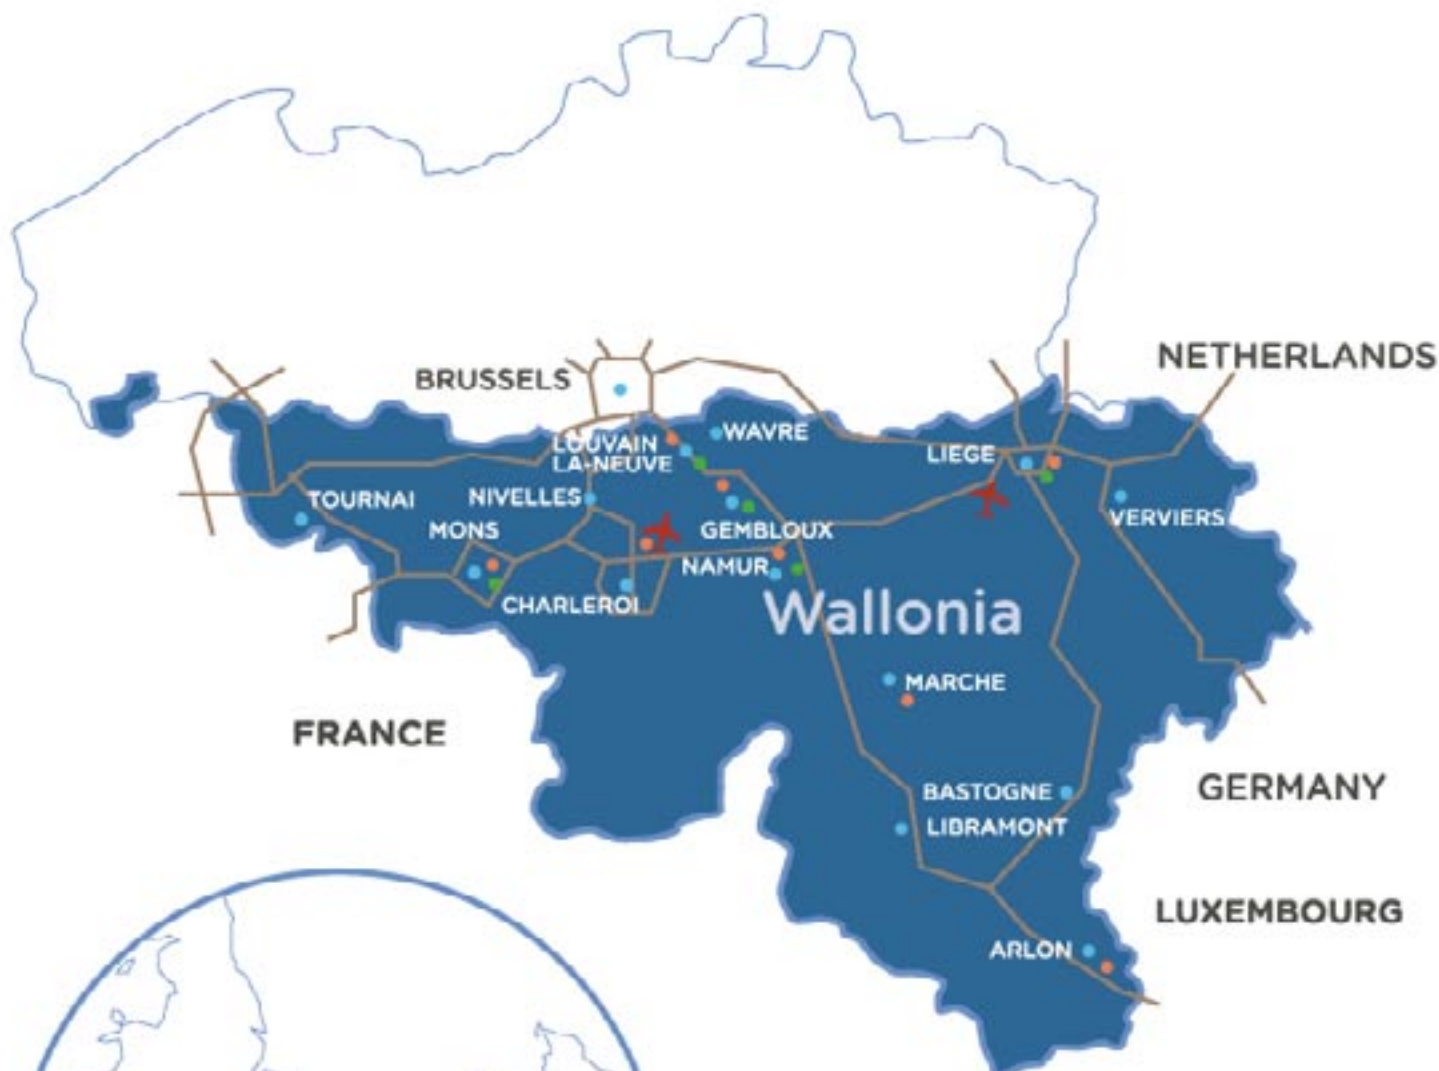 NETHERLANDS
BRUSSELS
WAVRE
LOUVAIN
LA-NEUVE
LIEGE
TOURNAI
NIVELLES
VERVIERS
MONS
GEMBLOUX
NAMUR
CHARLEROI
Wallonia
MARCHE
FRANCE
GERMANY
BASTOGNE
LIBRAMONT
LUXEMBOURG
ARLON